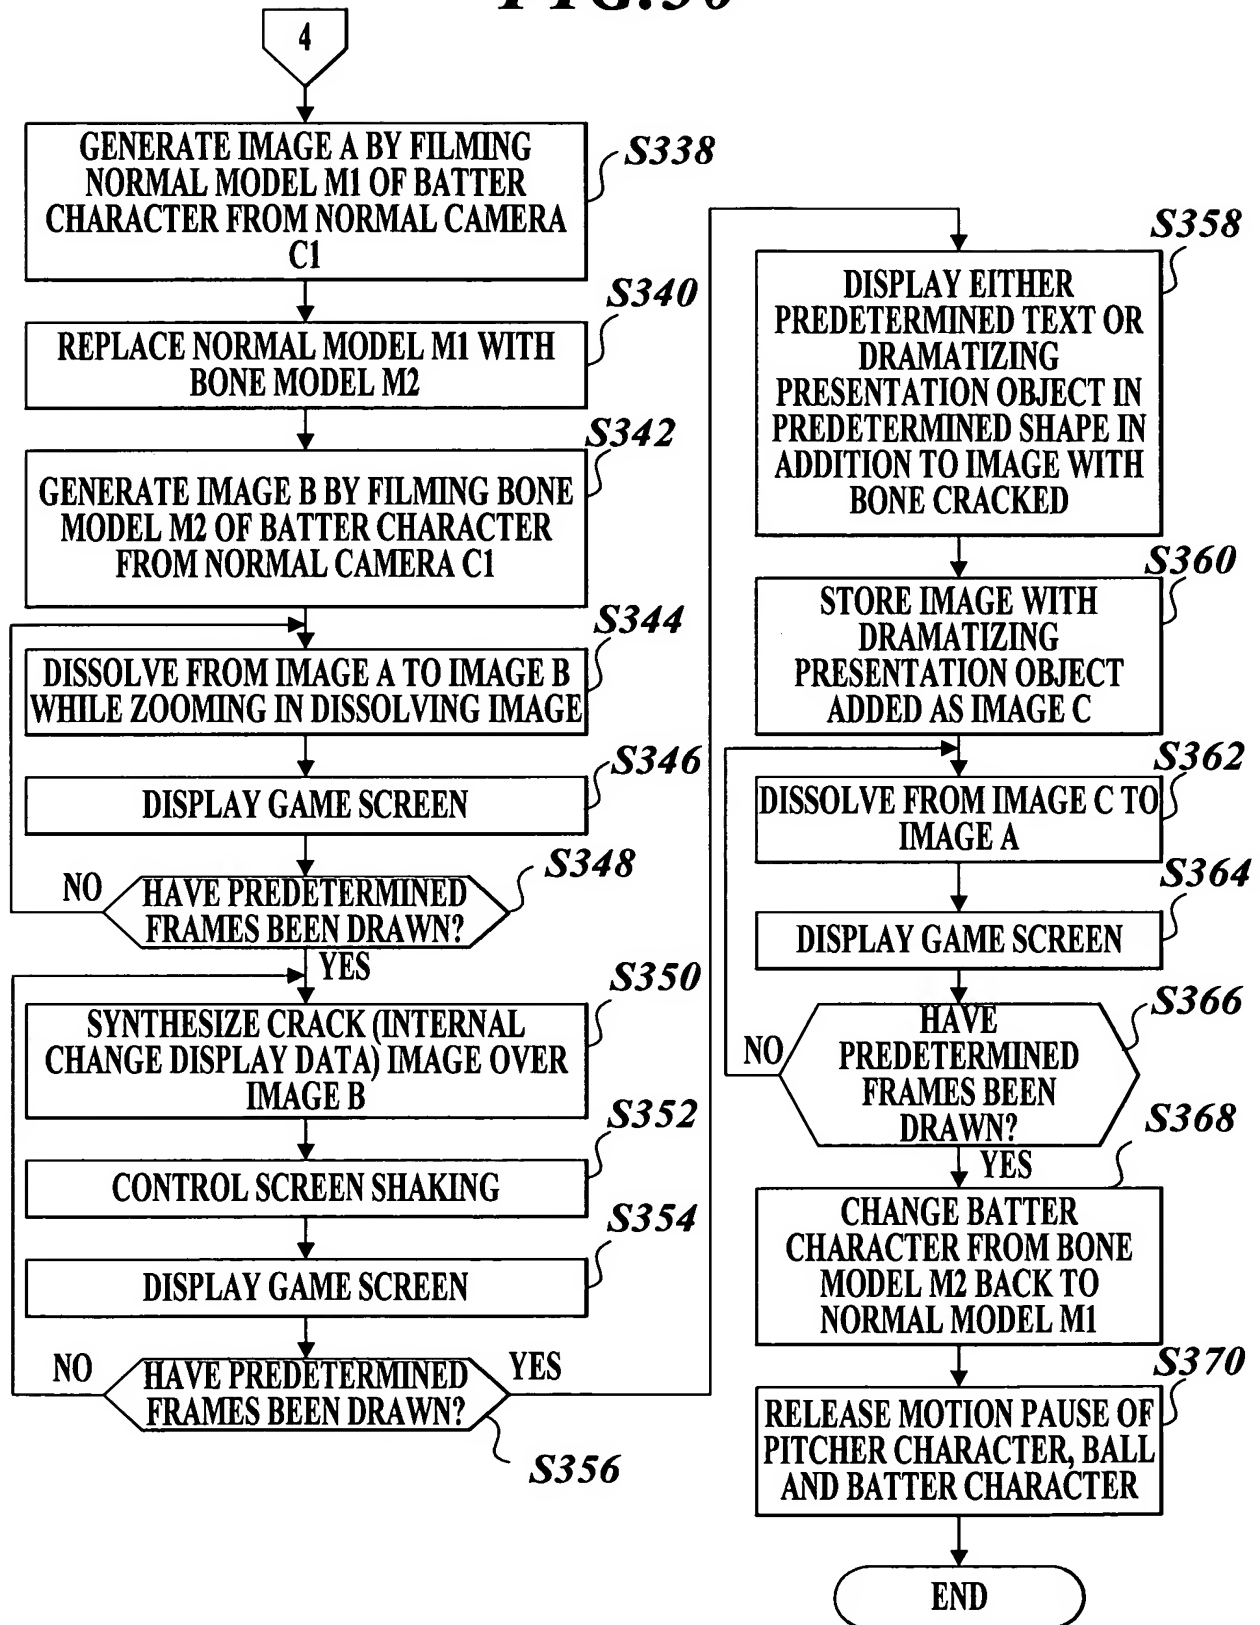 FIG.30
4
GENERATE IMAGE A BY FILMING
NORMAL MODEL M1 OF BATTER
CHARACTER FROM NORMAL CAMERA
C1
S338
REPLACE NORMAL MODEL M1 WITH
BONE MODEL M2
S340
GENERATE IMAGE B BY FILMING BONE
MODEL M2 OF BATTER CHARACTER
FROM NORMAL CAMERA C1
S342
DISSOLVE FROM IMAGE A TO IMAGE B
WHILE ZOOMING IN DISSOLVING IMAGE
S344
DISPLAY GAME SCREEN
S346
HAVE PREDETERMINED
FRAMES BEEN DRAWN?
S348
NO
YES
SYNTHESIZE CRACK (INTERNAL
CHANGE DISPLAY DATA) IMAGE OVER
IMAGE B
S350
CONTROL SCREEN SHAKING
S352
DISPLAY GAME SCREEN
S354
HAVE PREDETERMINED
FRAMES BEEN DRAWN?
S356
NO
YES
DISPLAY EITHER
PREDETERMINED TEXT OR
DRAMATIZING
PRESENTATION OBJECT IN
PREDETERMINED SHAPE IN
ADDITION TO IMAGE WITH
BONE CRACKED
S358
STORE IMAGE WITH
DRAMATIZING
PRESENTATION OBJECT
ADDED AS IMAGE C
S360
DISSOLVE FROM IMAGE C TO
IMAGE A
S362
DISPLAY GAME SCREEN
S364
HAVE
PREDETERMINED
FRAMES BEEN
DRAWN?
S366
NO
YES
CHANGE BATTER
CHARACTER FROM BONE
MODEL M2 BACK TO
NORMAL MODEL M1
S368
RELEASE MOTION PAUSE OF
PITCHER CHARACTER, BALL
AND BATTER CHARACTER
S370
END